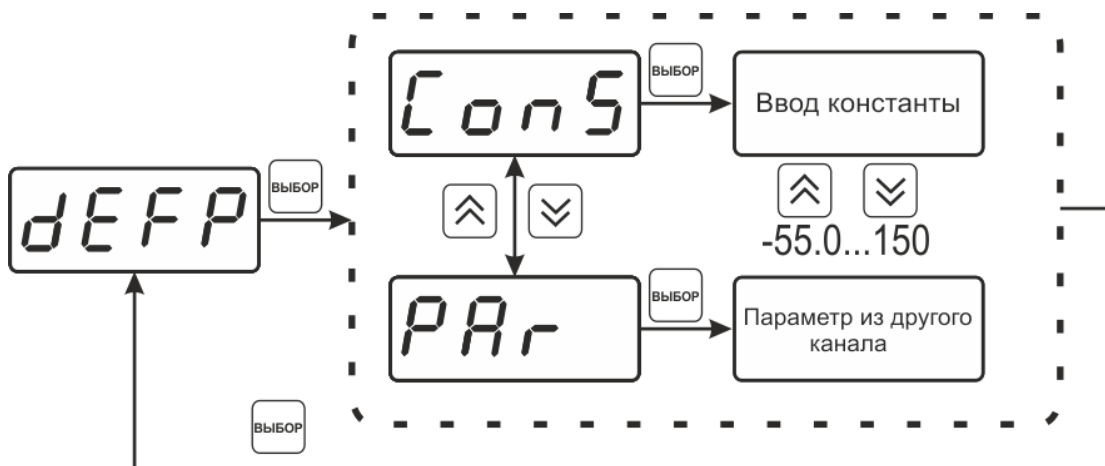 ConS
ВЫБОР
Ввод константы
dEFP
ВЫБОР
-55.0...150
PAr
ВЫБОР
Параметр из другого
канала
ВЫБОР